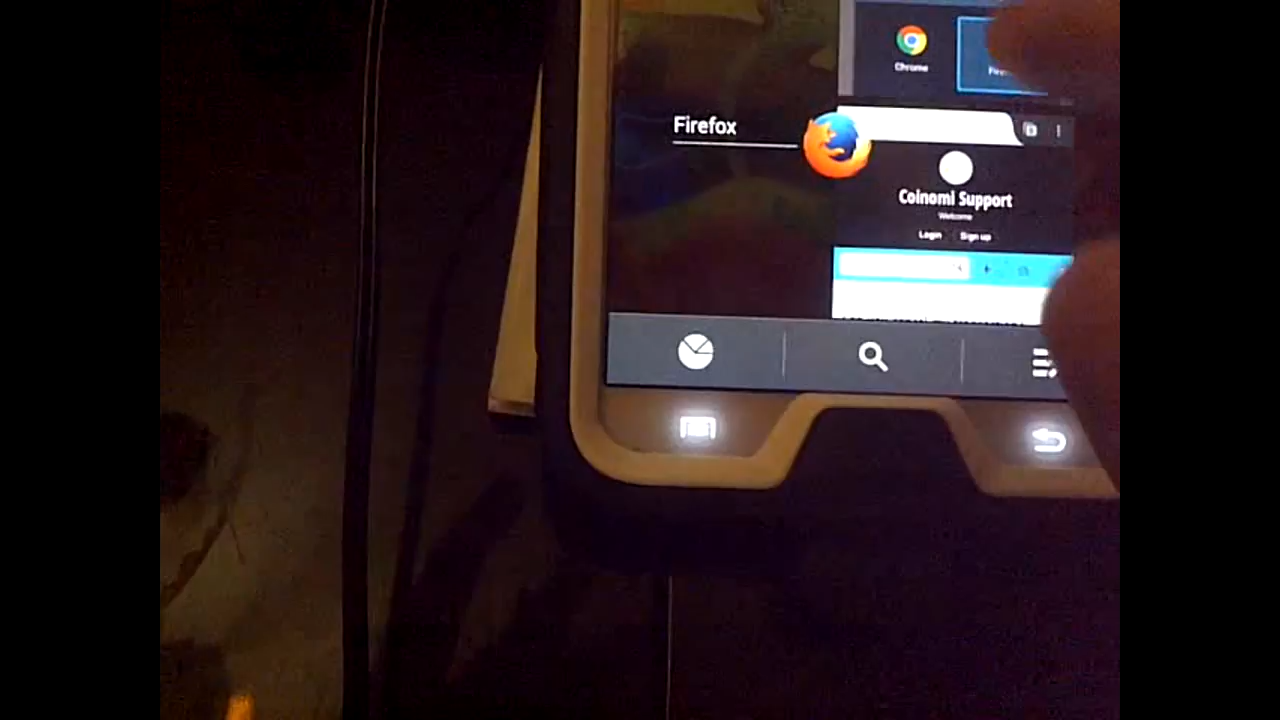 Chrome
Firefox
Coinomi Support
Welcome
Login Sign up